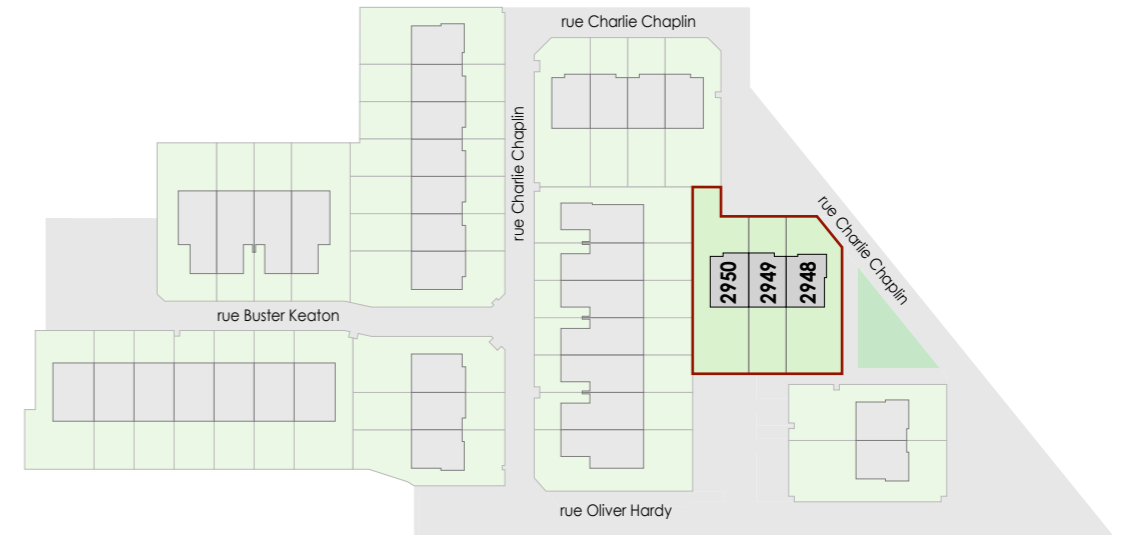 rue Charlie Chaplin
rue Charlie Chaplin
rue Charlie Chaplin
2950
2949
2948
rue Buster Keaton
rue Oliver Hardy